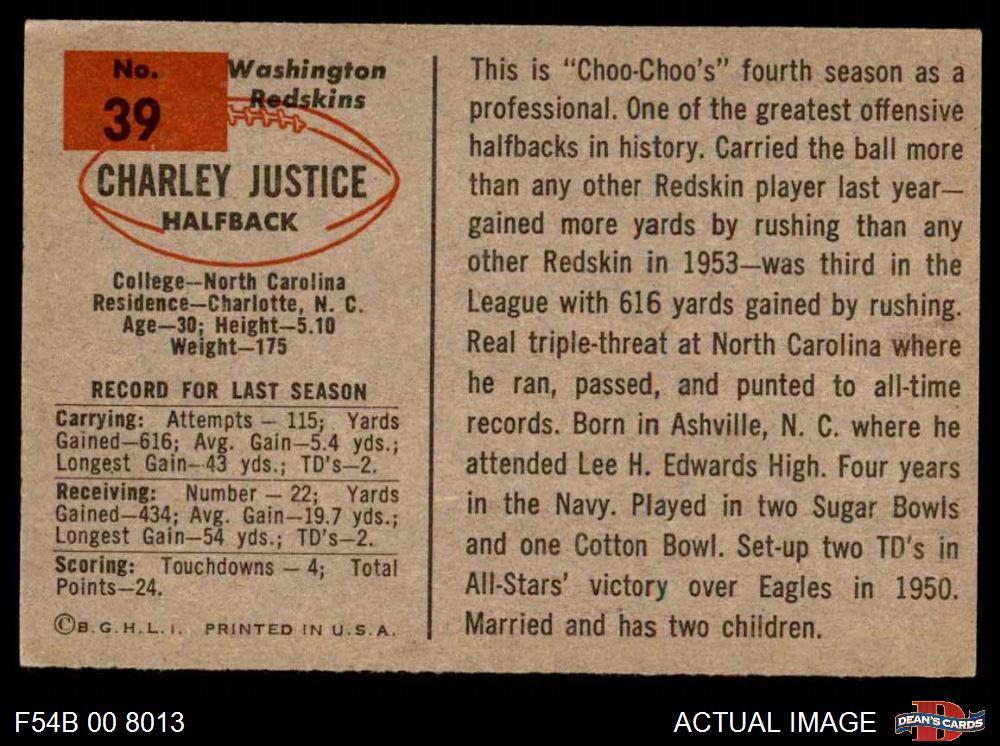 No.
39
Washington
Redskins
CHARLEY JUSTICE
HALFBACK
College--North Carolina
Residence—Charlotte, N. C.
Age—30; Height—5.10
Weight—175
RECORD FOR LAST SEASON
Carrying: Attempts — 115; Yards
Gained—616; Avg. Gain—5.4 yds.;
Longest Gain—43 yds.; TD's—2.
Receiving: Number — 22; Yards
Gained—434; Avg. Gain—19.7 yds.;
Longest Gain—54 yds.; TD's—2.
Scoring: Touchdowns — 4; Total
Points—24.
©B.G.H.L.I. PRINTED IN U.S.A.
This is "Choo-Choo's" fourth season as a
professional. One of the greatest offensive
halfbacks in history. Carried the ball more
than any other Redskin player last year—
gained more yards by rushing than any
other Redskin in 1953—was third in the
League with 616 yards gained by rushing.
Real triple-threat at North Carolina where
he ran, passed, and punted to all-time
records. Born in Ashville, N. C. where he
attended Lee H. Edwards High. Four years
in the Navy. Played in two Sugar Bowls
and one Cotton Bowl. Set-up two TD's in
All-Stars' victory over Eagles in 1950.
Married and has two children.
F54B 00 8013
ACTUAL IMAGE
DEAN'S CARDS